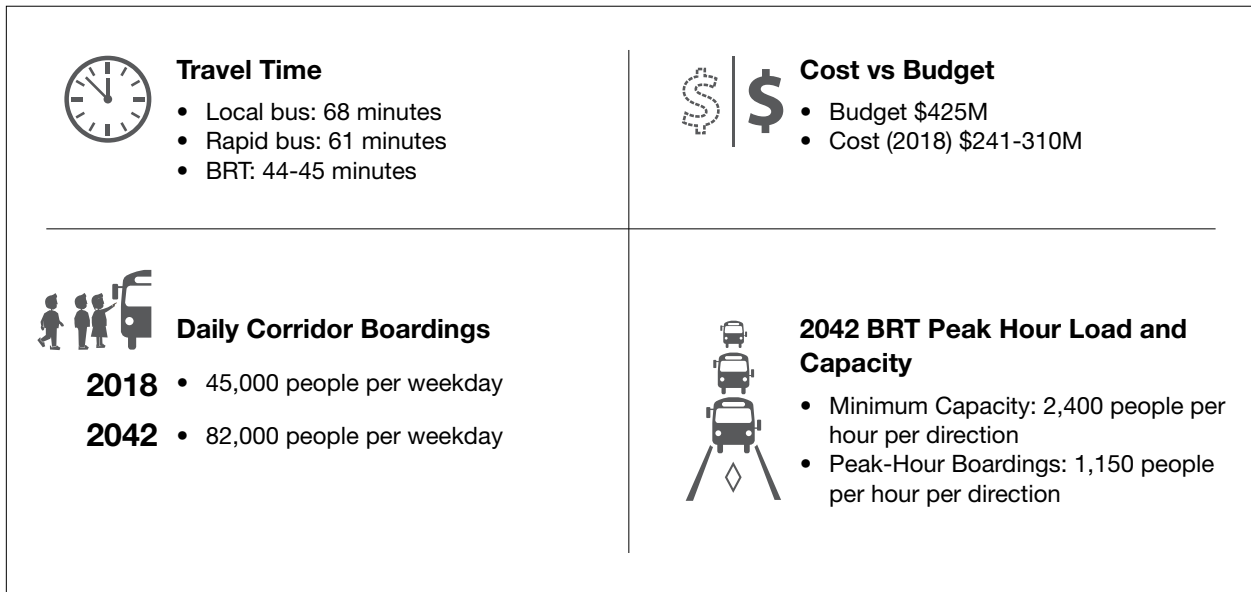 Travel Time
• Local bus: 68 minutes
• Rapid bus: 61 minutes
• BRT: 44-45 minutes
Cost vs Budget
• Budget $425M
• Cost (2018) $241-310M
Daily Corridor Boardings
2018 • 45,000 people per weekday
2042 • 82,000 people per weekday
2042 BRT Peak Hour Load and
Capacity
• Minimum Capacity: 2,400 people per
hour per direction
• Peak-Hour Boardings: 1,150 people
per hour per direction